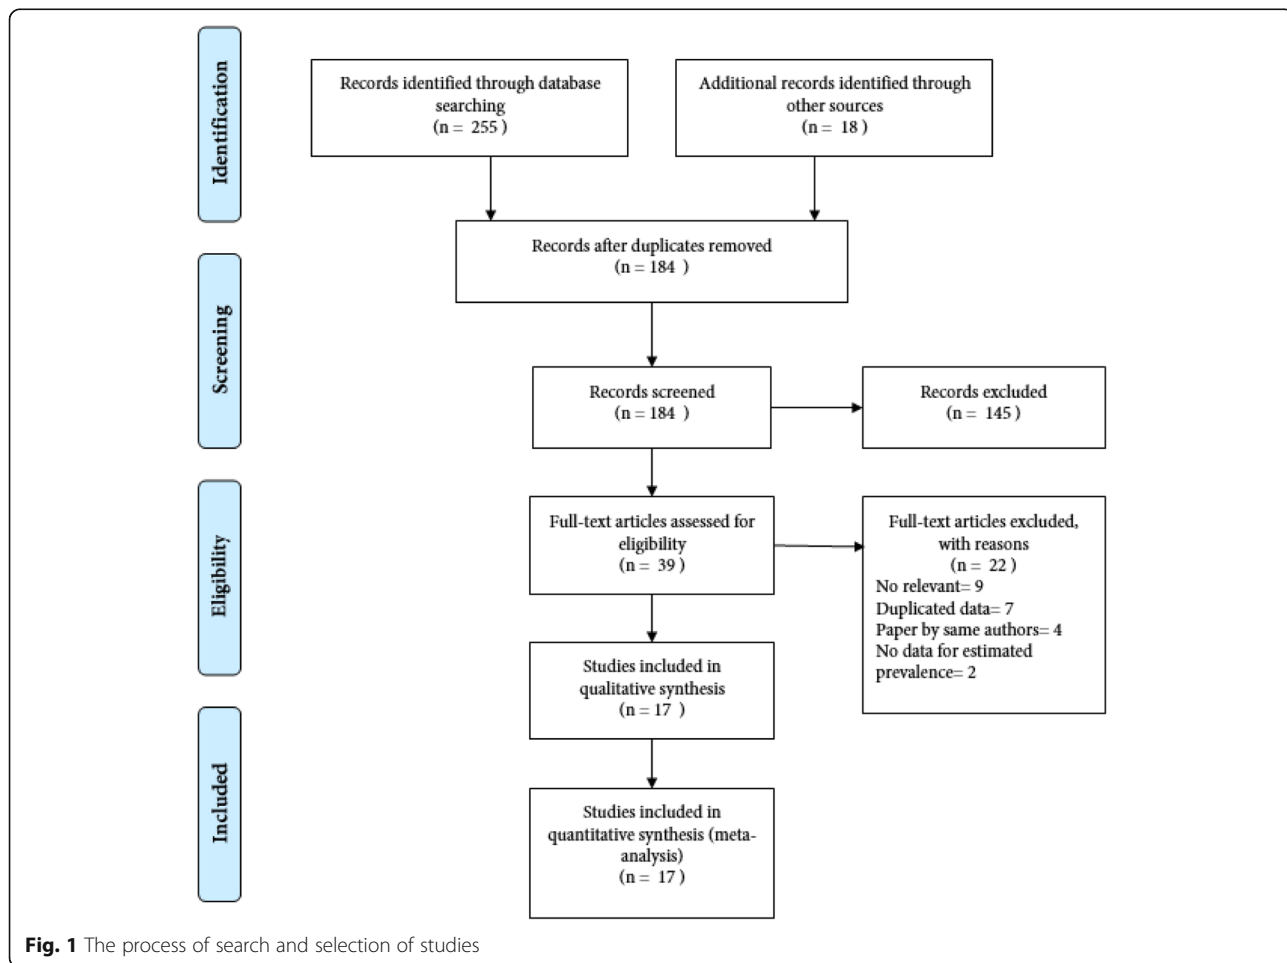 Identification
Records identified through database
searching
(n = 255 )
Additional records identified through
other sources
(n = 18 )
Records after duplicates removed
(n = 184 )
Screening
Records screened
(n = 184 )
Records excluded
(n = 145 )
Eligibility
Full-text articles assessed for
eligibility
(n = 39 )
Full-text articles excluded,
with reasons
(n = 22 )
No relevant= 9
Duplicated data= 7
Paper by same authors= 4
No data for estimated
prevalence= 2
Studies included in
qualitative synthesis
(n = 17 )
Included
Studies included in
quantitative synthesis (meta-
analysis)
(n = 17 )
Fig. 1 The process of search and selection of studies